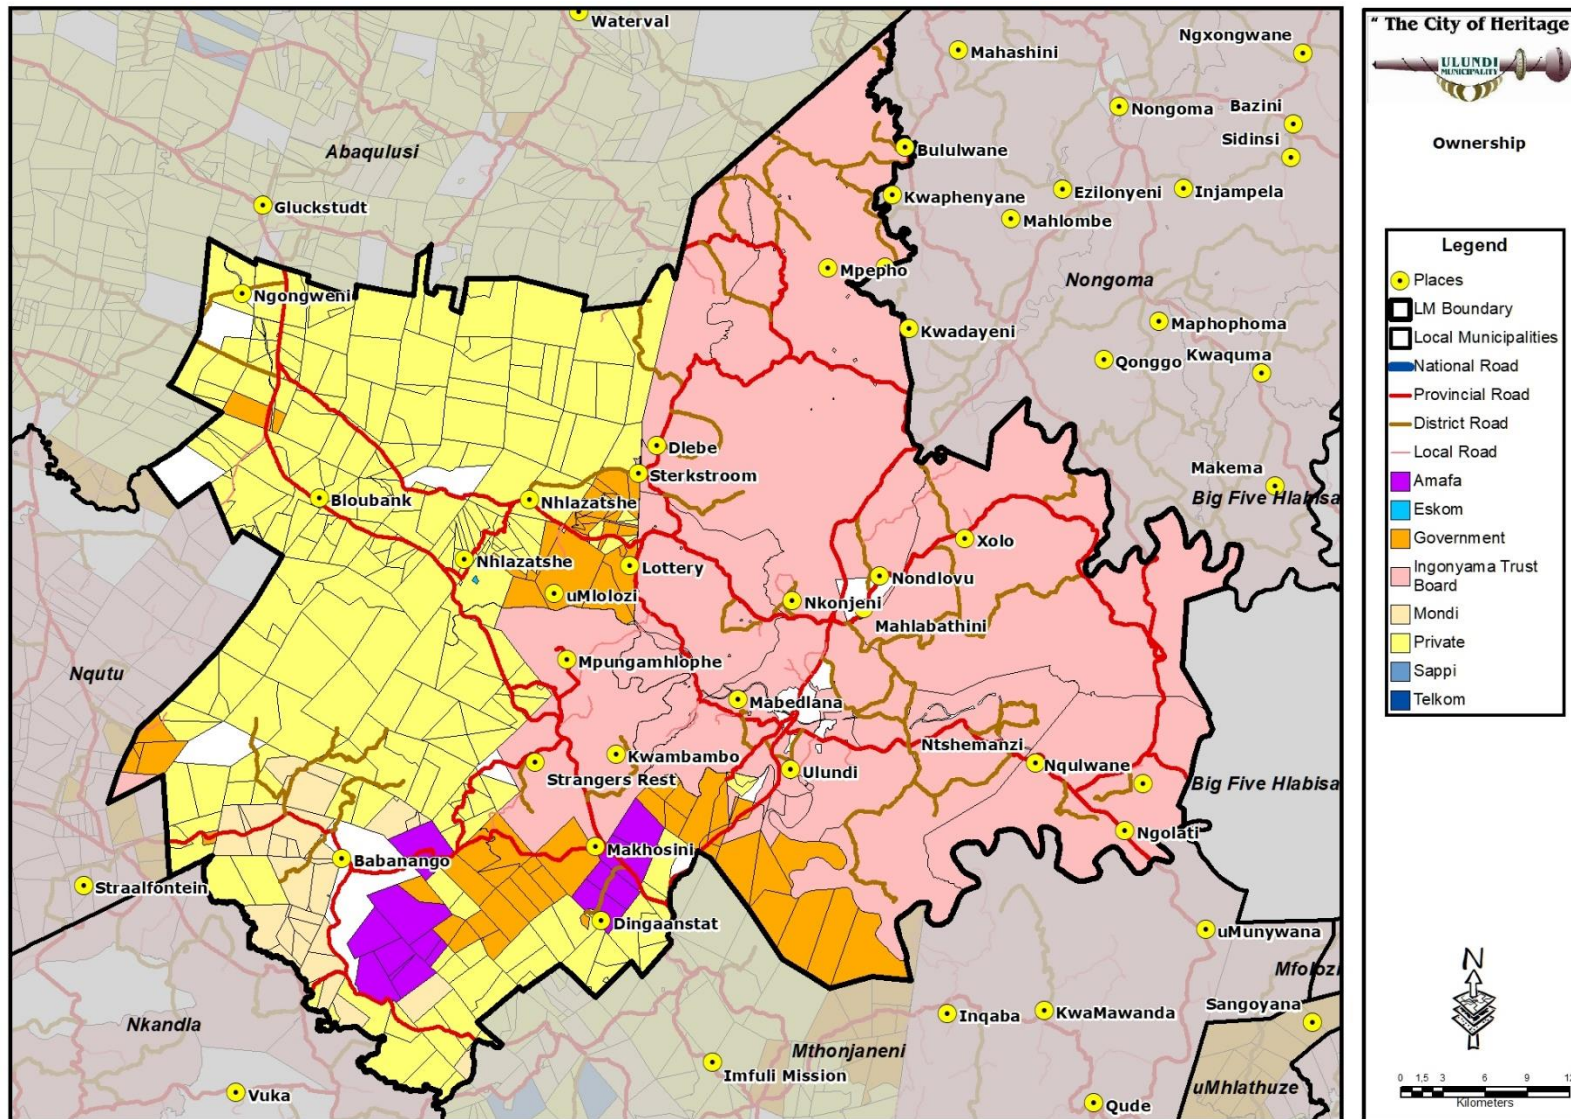 Waterval
Mahashini
Ngxongwane
Nongoma
Bazini
Sidinsi
Abaqulusi
Bululwane
Gluckstudt
Kwaphenyane
Ezilonyeni
Injampela
Mahlombe
Mpepho
Nongoma
Ngongweni
Kwadayeni
Maphophoma
Qonggo
Kwaquma
Dlebe
Sterkstroom
Makema
Big Five Hlabisa
Bloubank
Nhlazatshe
Xolo
Nhlazatshe
Lottery
Nondlovu
uMlolozi
Nkonjeni
Mahlabathini
Nqutu
Mpungamhlophe
Mabedlana
Ntshemanzi
Kwambambo
Strangers Rest
Ulundi
Nqulwane
Big Five Hlabisa
Ngolati
Makhosini
Babanango
Straalfontein
Dingaanstat
uMunywana
Mfolozi
Sangoyana
Inqaba
KwaMawanda
Nkandla
Mthonjaneni
Imfuli Mission
uMhlathuze
Vuka
Qude
" The City of Heritage
ULUNDI
MUNICIPALITY
Ownership
Legend
Places
LM Boundary
Local Municipalities
National Road
Provincial Road
District Road
Local Road
Amafa
Eskom
Government
Ingonyama Trust
Board
Mondi
Private
Sappi
Telkom
N
0 1,5 3 6 9 12
Kilometers